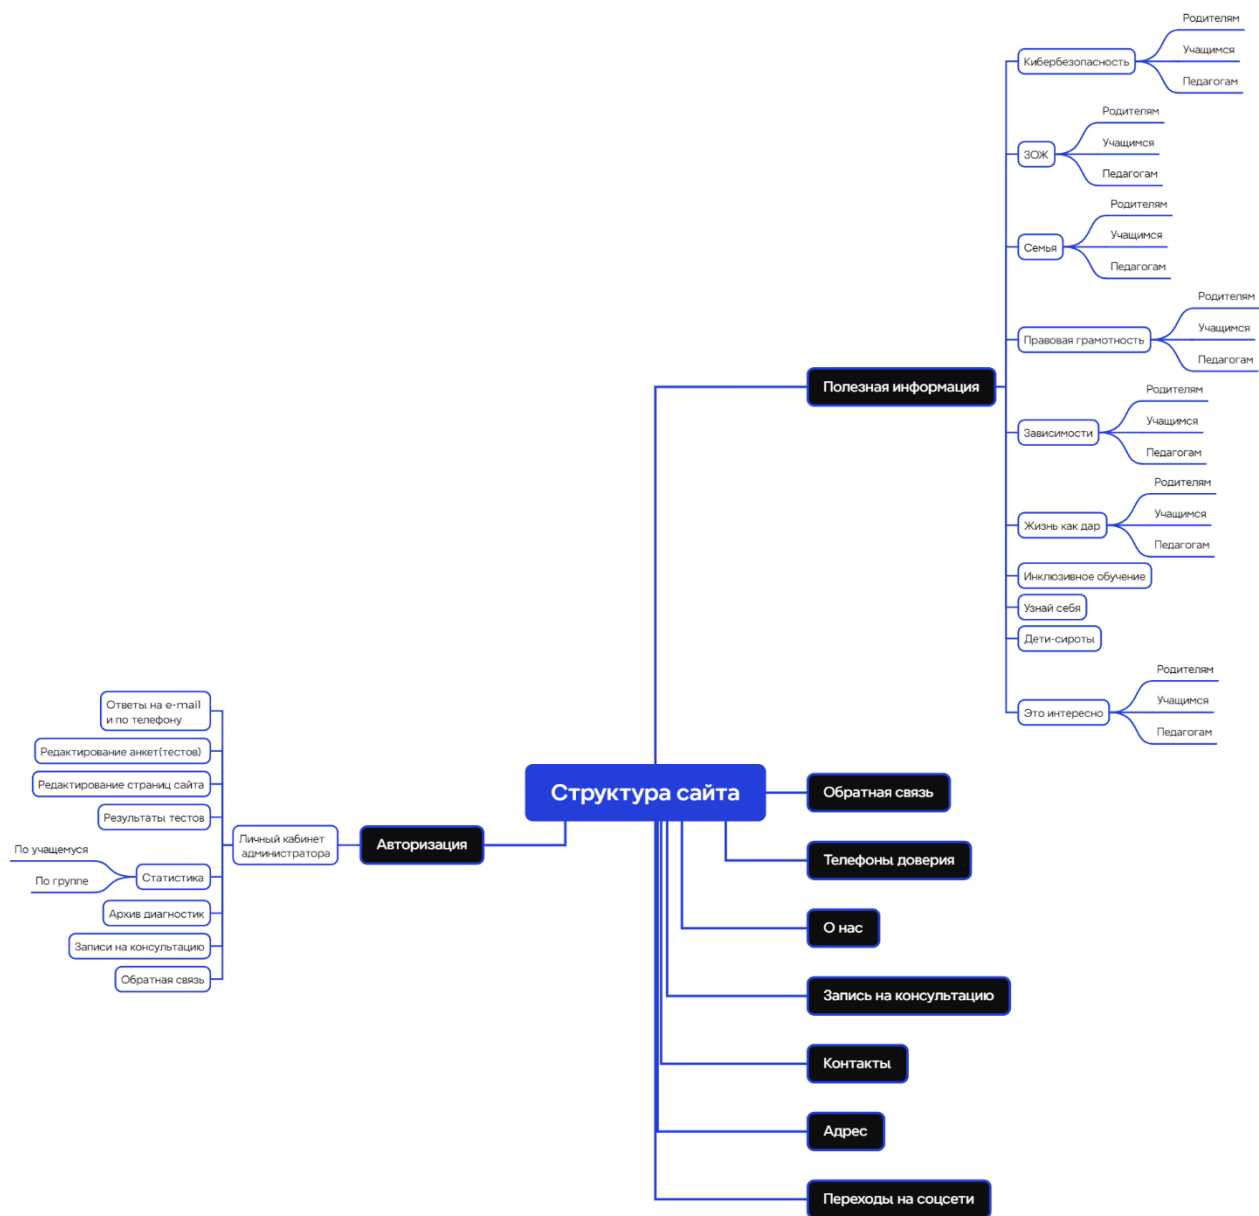 Структура сайта
Полезная информация
Кибербезопасность
Родителям
Учащимся
Педагогам
ЗОЖ
Родителям
Учащимся
Педагогам
Семья
Родителям
Учащимся
Педагогам
Правовая грамотность
Родителям
Учащимся
Педагогам
Зависимости
Родителям
Учащимся
Педагогам
Жизнь как дар
Родителям
Учащимся
Педагогам
Инклюзивное обучение
Узнай себя
Дети-сироты
Это интересно
Родителям
Учащимся
Педагогам
Обратная связь
Телефоны доверия
О нас
Запись на консультацию
Контакты
Адрес
Переходы на соцсети
Авторизация
Личный кабинет
администратора
Ответы на e-mail
и по телефону
Редактирование анкет(тестов)
Редактирование страниц сайта
Результаты тестов
Статистика
По учащемуся
По группе
Архив диагностик
Записи на консультацию
Обратная связь